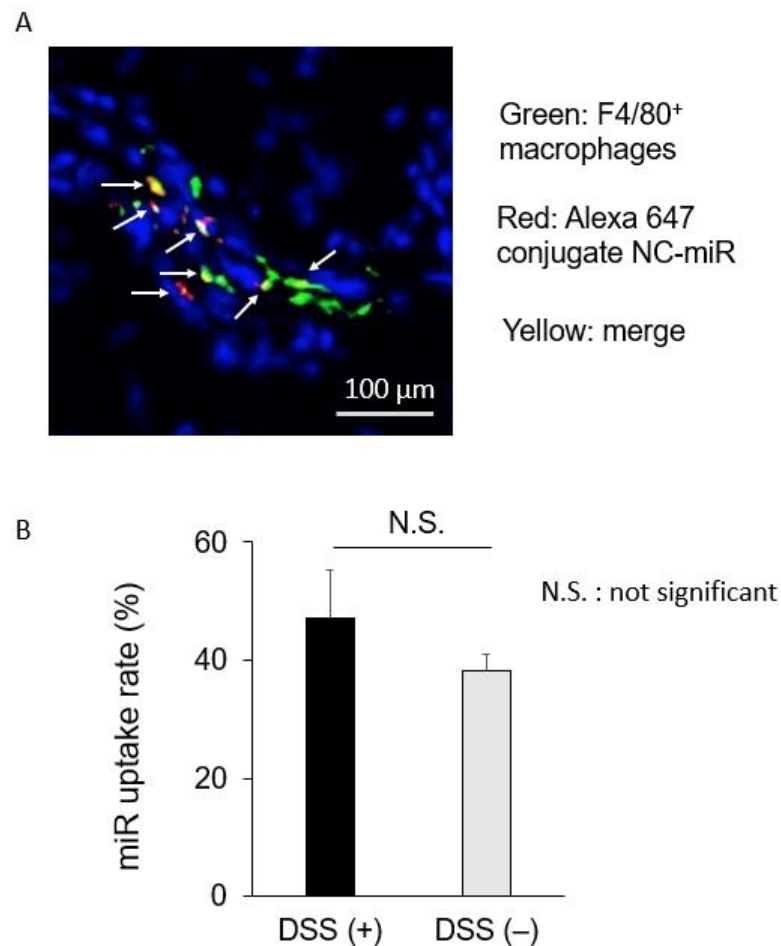 A
Green: F4/80⁺
macrophages
Red: Alexa 647
conjugate NC-miR
Yellow: merge
100 μm
B
N.S.
N.S. : not significant
miR uptake rate (%)
60
40
20
0
DSS (+)
DSS (–)